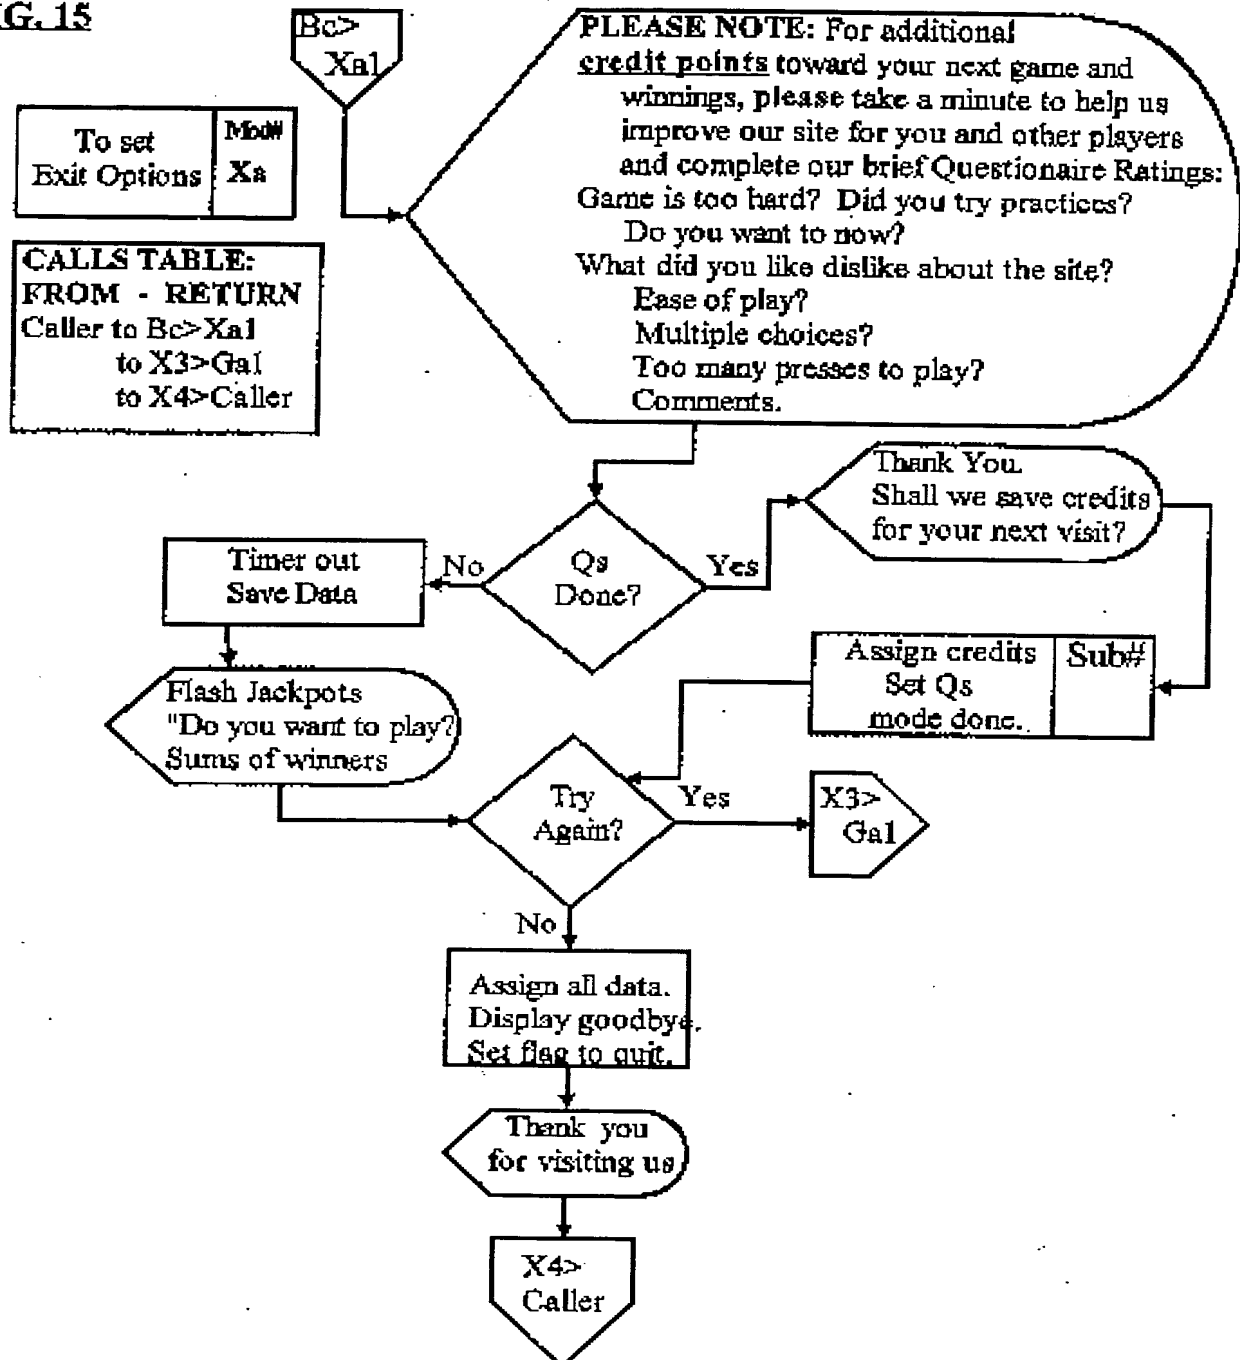 G. 15
Bc>
Xa1
To set
Exit Options
Mod#
Xa
CALLS TABLE:
FROM - RETURN
Caller to Bc>Xa1
to X3>Ga1
to X4>Caller
PLEASE NOTE: For additional
credit points toward your next game and
winnings, please take a minute to help us
improve our site for you and other players
and complete our brief Questionaire Ratings:
Game is too hard? Did you try practices?
Do you want to now?
What did you like dislike about the site?
Ease of play?
Multiple choices?
Too many presses to play?
Comments.
Qs
Done?
No
Yes
Thank You.
Shall we save credits
for your next visit?
Timer out
Save Data
Assign credits
Set Qs
mode done.
Sub#
Flash Jackpots
"Do you want to play?
Sums of winners
Try
Again?
Yes
X3>
Ga1
No
Assign all data.
Display goodbye.
Set flag to quit.
Thank you
for visiting us
X4>
Caller